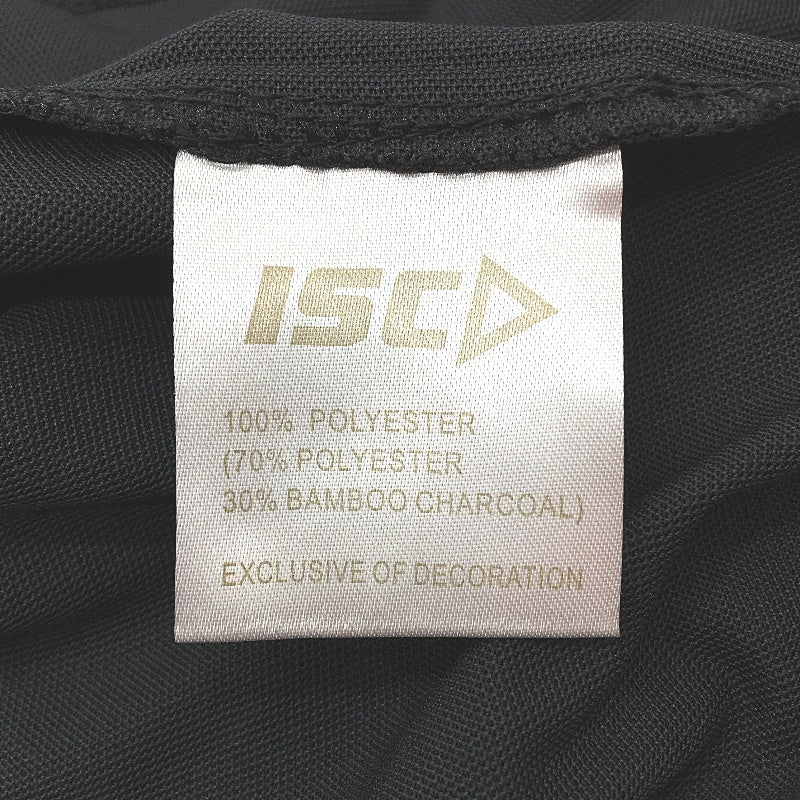 ISC
100% POLYESTER
(70% POLYESTER
30% BAMBOO CHARCOAL)
EXCLUSIVE OF DECORATION